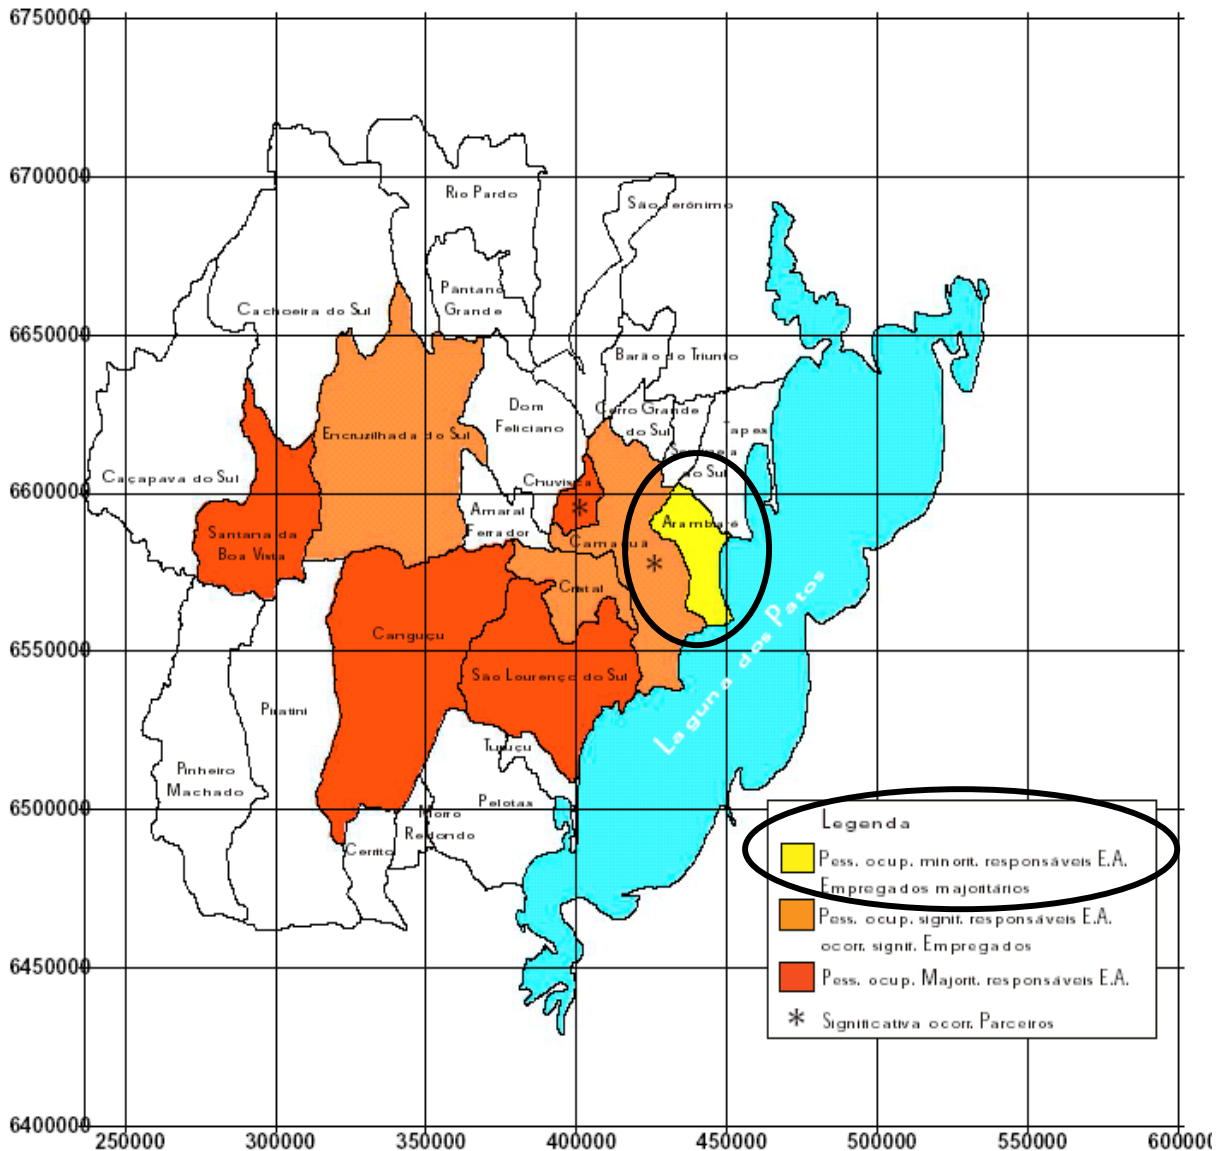 6750000
6700000
Rio Pardo
São Jerônimo
Pântano
Grande
Cachoeira do Sul
6650000
Barão do Triunfo
Dom
Feliciano
Cerro Grande
do Sul
Tapes
Encruzilhada do Sul
do Sul
Caçapava do Sul
Chuvisca
6600000
Amaral
Ferrador
Arambaré
Santana da
Boa Vista
Camaquã
Cristal
Laguna dos Patos
Canguçu
6550000
São Lourenço do Sul
Piratini
Turuçu
Pinheiro
Machado
Pelotas
6500000
Morro
Redondo
Cerrito
Legenda
Pess. ocup. minorit. responsáveis E.A.
Empregados majoritários
Pess. ocup. signif. responsáveis E.A.
ocorr. signif. Empregados
6450000
Pess. ocup. Majorit. responsáveis E.A.
* Significativa ocorr. Parceiros
6400000
250000 300000 350000 400000 450000 500000 550000 600000